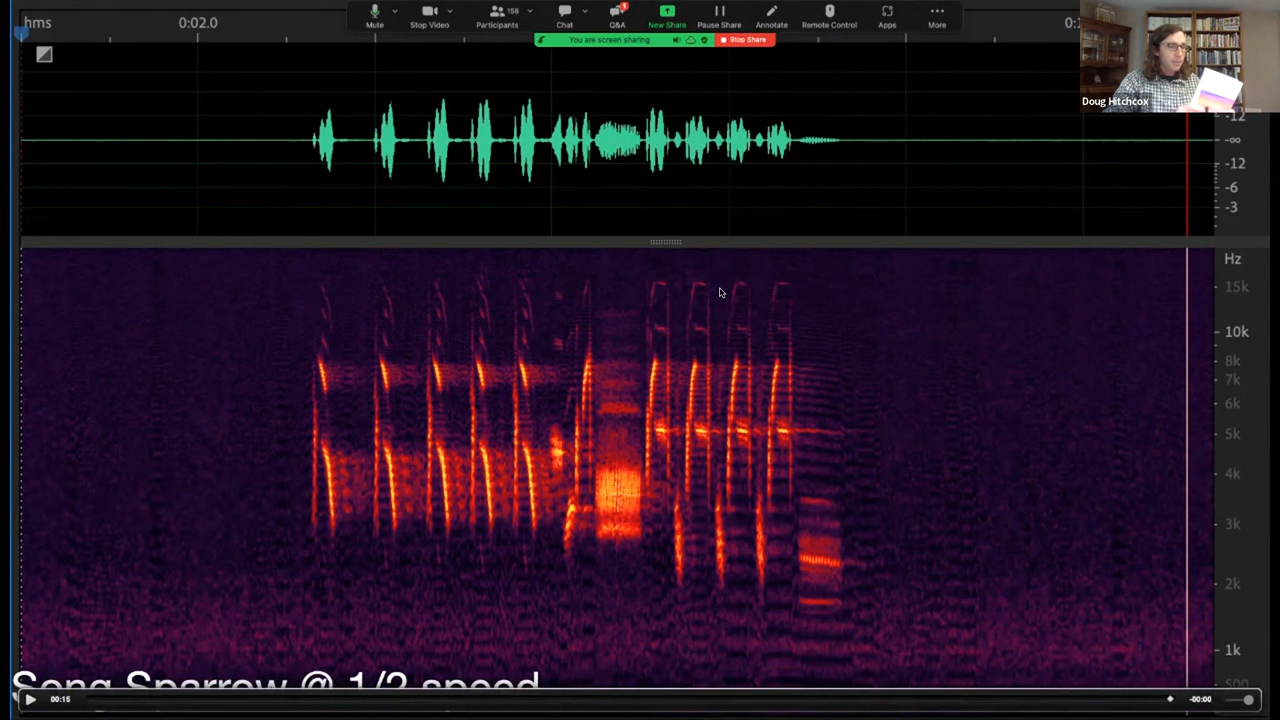 hms
0:02.0
Mute
Stop Video
158
Participants
Chat
1
Q&A
New Share
Pause Share
Annotate
Remote Control
Apps
More
You are screen sharing
Stop Share
Doug Hitchcox
-12
-∞
-12
-6
-3
Hz
15k
10k
8k
7k
6k
5k
4k
3k
2k
1k
500
Song Sparrow @ 1/2 speed
00:15
-00:00